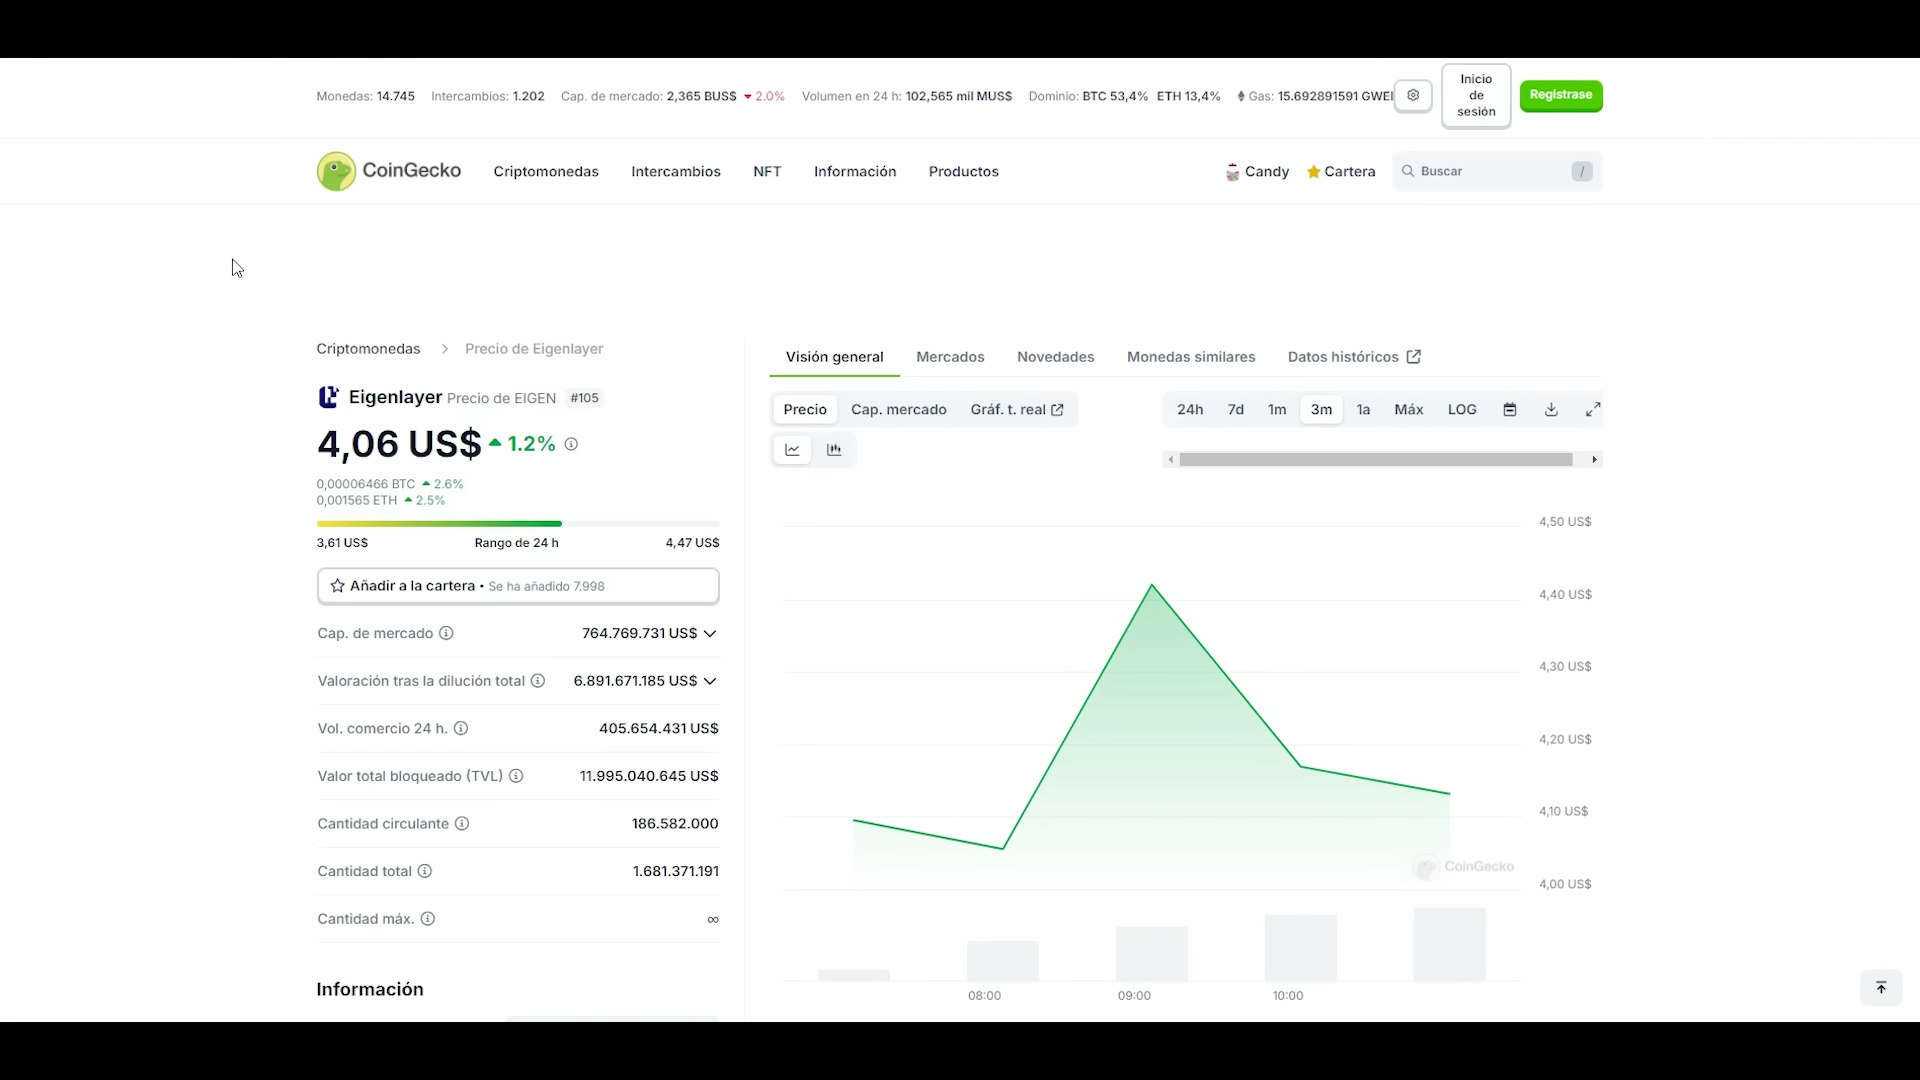 Monedas: 14.745 Intercambios: 1.202 Cap. de mercado: 2,365 BUS$ 2.0% Volumen en 24 h: 102,565 mil MUS$ Dominio: BTC 53,4% ETH 13,4% Gas: 15.692891591 GWEI
Inicio
de
sesión
Registrase
CoinGecko Criptomonedas Intercambios NFT Información Productos Candy Cartera Buscar /
Criptomonedas Precio de Eigenlayer
Eigenlayer Precio de EIGEN #105
4,06 US$ 1.2%
0,00006466 BTC 2.6%
0,001565 ETH 2.5%
3,61 US$ Rango de 24 h 4,47 US$
Añadir a la cartera • Se ha añadido 7.998
Cap. de mercado 764.769.731 US$
Valoración tras la dilución total 6.891.671.185 US$
Vol. comercio 24 h. 405.654.431 US$
Valor total bloqueado (TVL) 11.995.040.645 US$
Cantidad circulante 186.582.000
Cantidad total 1.681.371.191
Cantidad máx. ∞
Información
Visión general Mercados Novedades Monedas similares Datos históricos
Precio Cap. mercado Gráf. t. real 24h 7d 1m 3m 1a Máx LOG
4,50 US$
4,40 US$
4,30 US$
4,20 US$
4,10 US$
CoinGecko
4,00 US$
08:00 09:00 10:00